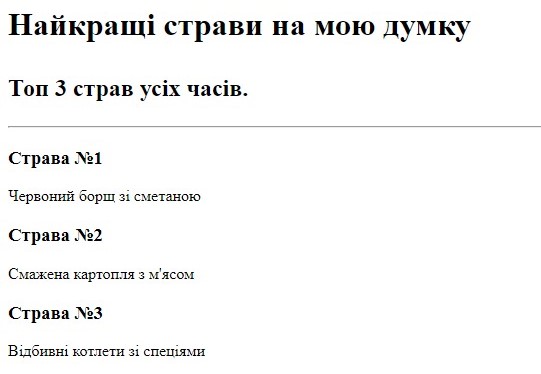 Найкращі страви на мою думку
Топ 3 страв усіх часів.
Страва №1
Червоний борщ зі сметаною
Страва №2
Смажена картопля з м'ясом
Страва №3
Відбивні котлети зі спеціями